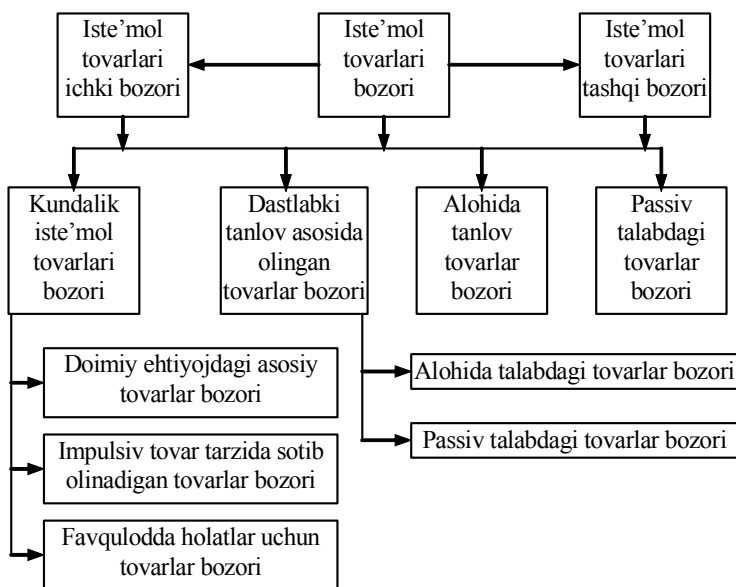 Iste’mol
tovarlari
ichki bozori
Iste’mol
tovarlari
bozori
Iste’mol
tovarlari
tashqi bozori
Kundalik
iste’mol
tovarlari
bozori
Dastlabki
tanlov asosida
olingan
tovarlar bozori
Alohida
tanlov
tovarlar
bozori
Passiv
talabdagi
tovarlar
bozori
Doimiy ehtiyojdagi asosiy
tovarlar bozori
Impulsiv tovar tarzida sotib
olinadigan tovarlar bozori
Favqulodda holatlar uchun
tovarlar bozori
Alohida talabdagi tovarlar bozori
Passiv talabdagi tovarlar bozori